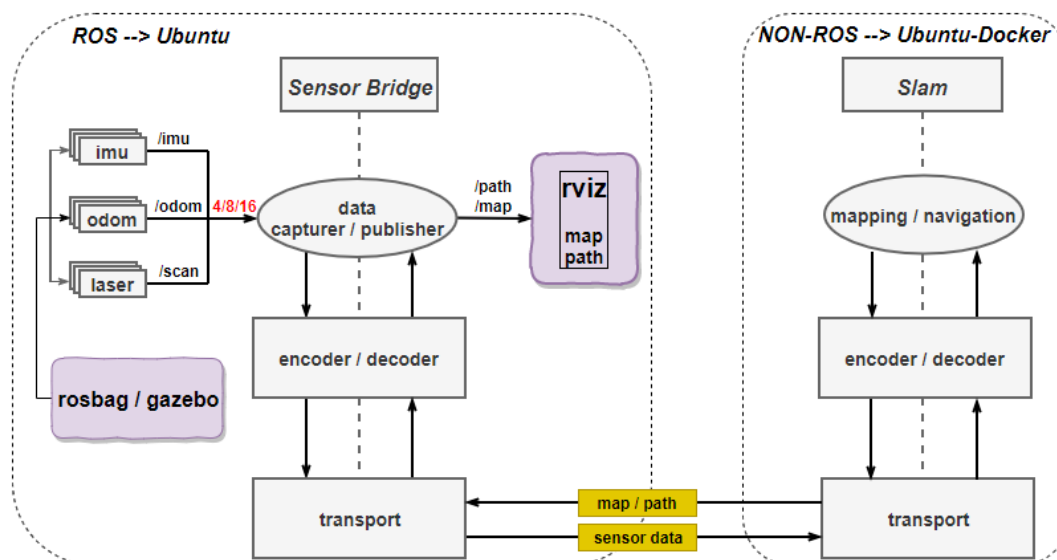 ROS --> Ubuntu
NON-ROS --> Ubuntu-Docker
Sensor Bridge
Slam
/imu
imu
/odom
odom
/scan
laser
4/8/16
data
capturer / publisher
/path
/map
rviz
map
path
mapping / navigation
rosbag / gazebo
encoder / decoder
encoder / decoder
transport
map / path
sensor data
transport